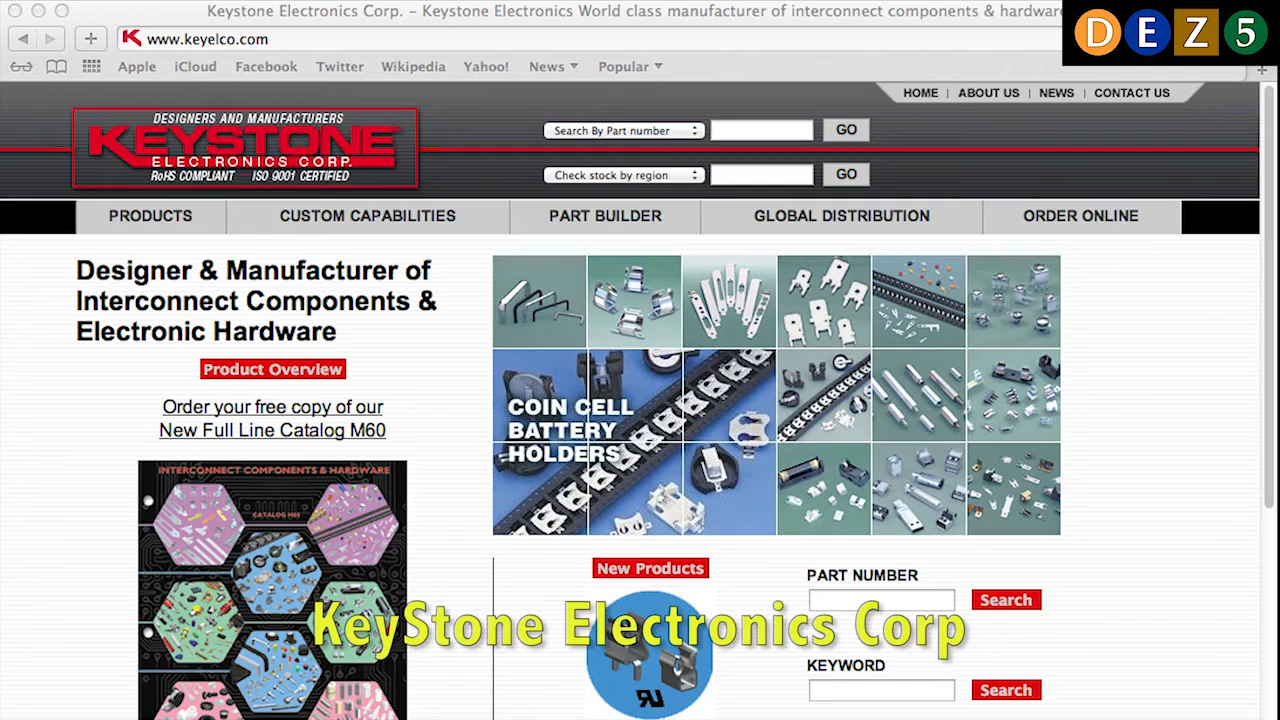 Keystone Electronics Corp. – Keystone Electronics World class manufacturer of interconnect components & hardware
DEZ5
www.keyelco.com
Apple iCloud Facebook Twitter Wikipedia Yahoo! News Popular
HOME | ABOUT US | NEWS | CONTACT US
DESIGNERS AND MANUFACTURERS
KEYSTONE
ELECTRONICS CORP.
RoHS COMPLIANT – ISO 9001 CERTIFIED
Search By Part number GO
Check stock by region GO
PRODUCTS CUSTOM CAPABILITIES PART BUILDER GLOBAL DISTRIBUTION ORDER ONLINE
Designer & Manufacturer of
Interconnect Components &
Electronic Hardware
Product Overview
Order your free copy of our
New Full Line Catalog M60
INTERCONNECT COMPONENTS & HARDWARE
CATALOG M60
COIN CELL
BATTERY
HOLDERS
New Products
PART NUMBER
Search
KEYWORD
Search
KeyStone Electronics Corp